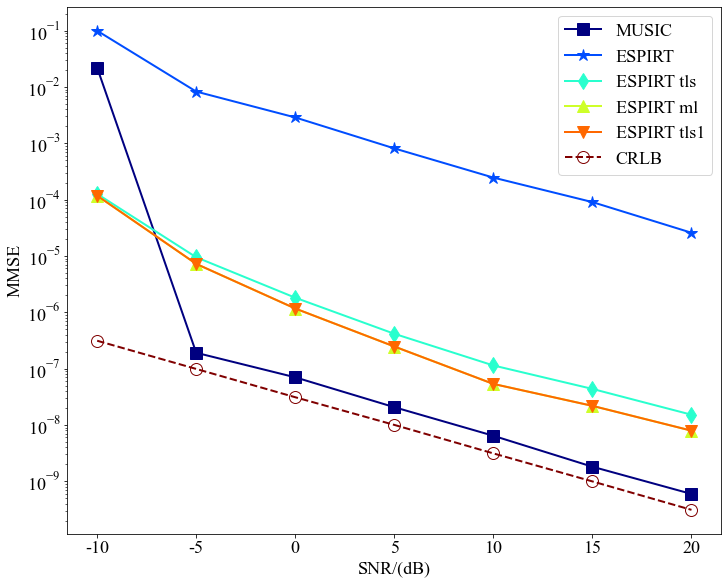 MUSIC
ESPIRT
ESPIRT tls
ESPIRT ml
ESPIRT tls1
CRLB
10⁻¹
10⁻²
10⁻³
10⁻⁴
10⁻⁵
10⁻⁶
10⁻⁷
10⁻⁸
10⁻⁹
MMSE
-10 -5 0 5 10 15 20
SNR/(dB)